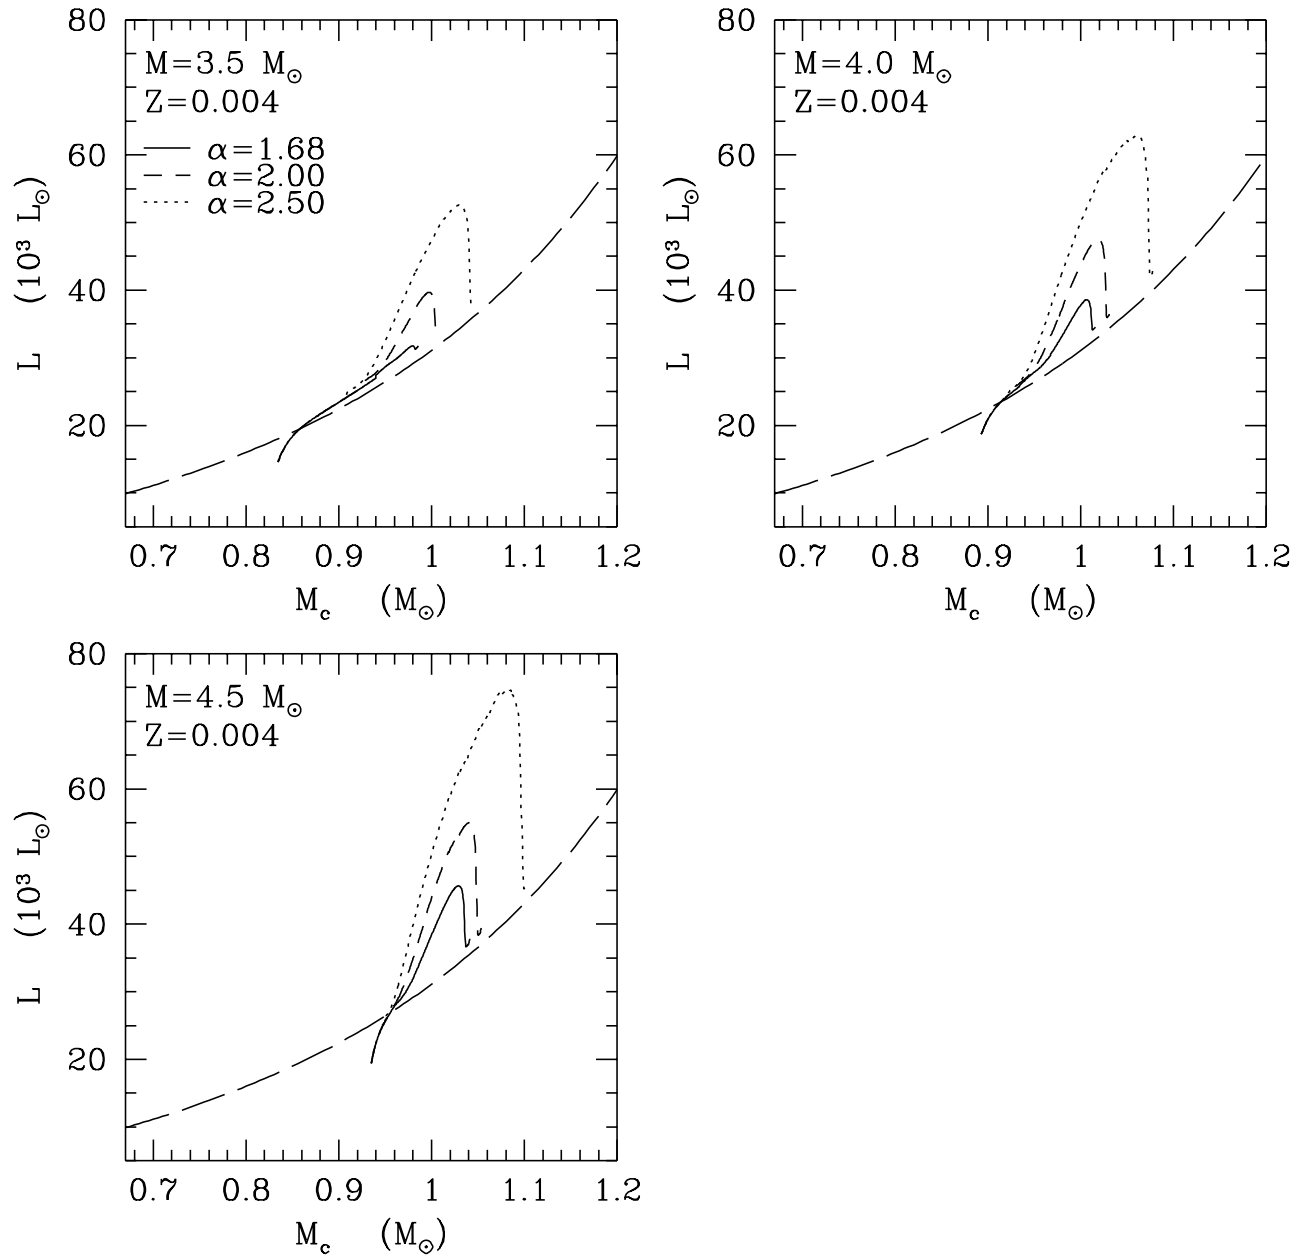 80
60
40
20
L (10³ L⊙)
M=3.5 M⊙
Z=0.004
α=1.68
α=2.00
α=2.50
0.7 0.8 0.9 1 1.1 1.2
M_c (M⊙)
80
60
40
20
L (10³ L⊙)
M=4.0 M⊙
Z=0.004
0.7 0.8 0.9 1 1.1 1.2
M_c (M⊙)
80
60
40
20
L (10³ L⊙)
M=4.5 M⊙
Z=0.004
0.7 0.8 0.9 1 1.1 1.2
M_c (M⊙)